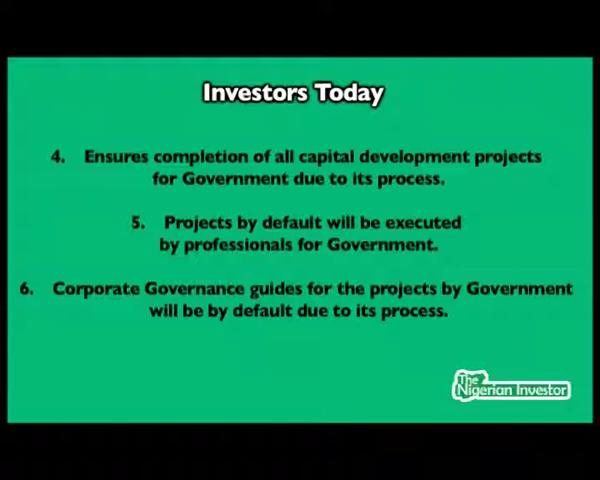 Investors Today
4. Ensures completion of all capital development projects
for Government due to its process.
5. Projects by default will be executed
by professionals for Government.
6. Corporate Governance guides for the projects by Government
will be by default due to its process.
The
Nigerian Investor